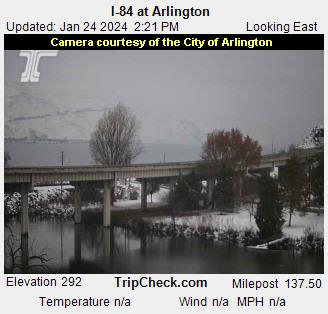 I-84 at Arlington
Updated: Jan 24 2024 2:21 PM Looking East
Camera courtesy of the City of Arlington
Elevation 292 TripCheck.com Milepost 137.50
Temperature n/a Wind n/a MPH n/a